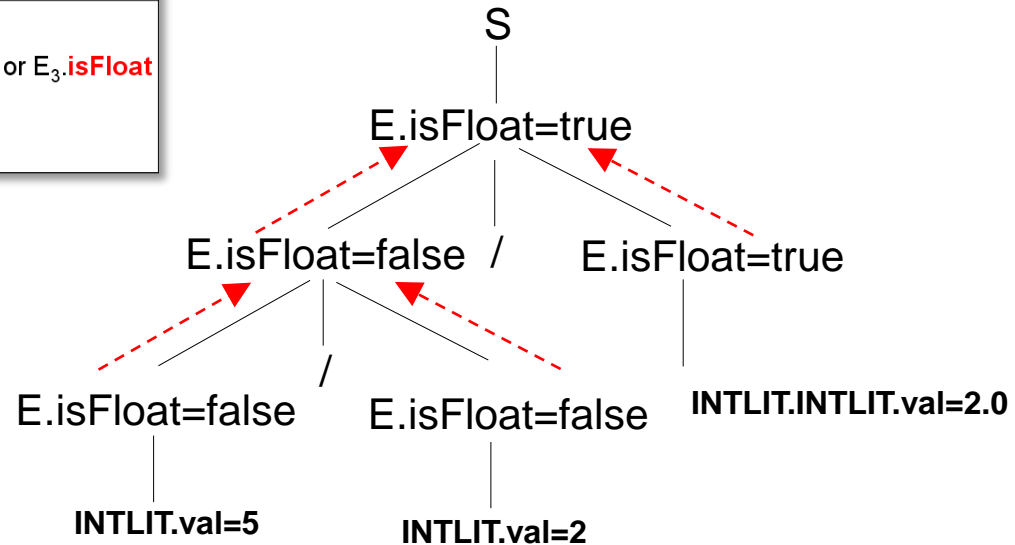 or E₃.isFloat
S
E.isFloat=true
E.isFloat=false / E.isFloat=true
/
E.isFloat=false E.isFloat=false INTLIT.INTLIT.val=2.0
INTLIT.val=5 INTLIT.val=2